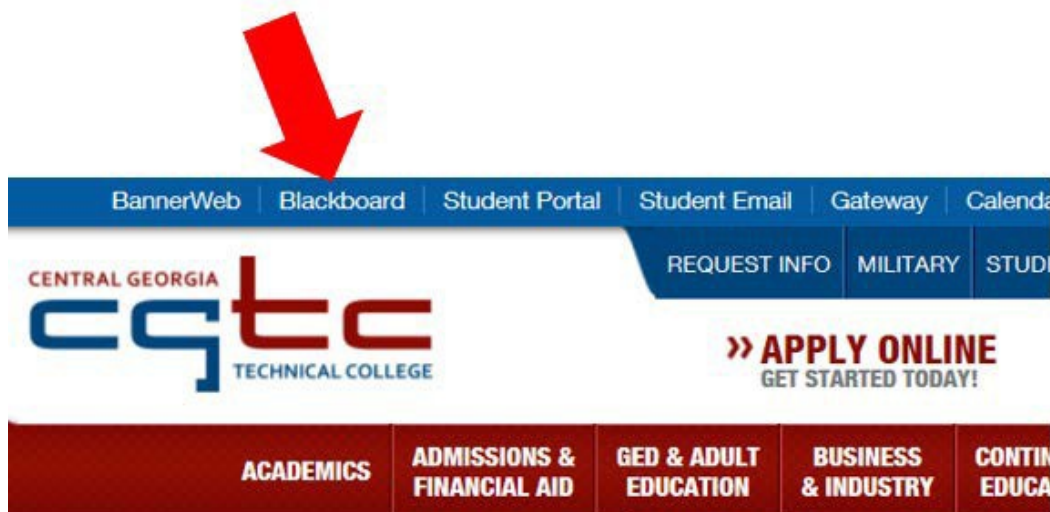 BannerWeb Blackboard Student Portal Student Email Gateway Calenda
REQUEST INFO MILITARY STUDE
CENTRAL GEORGIA
cgtc
TECHNICAL COLLEGE
» APPLY ONLINE
GET STARTED TODAY!
ACADEMICS
ADMISSIONS &
FINANCIAL AID
GED & ADULT
EDUCATION
BUSINESS
& INDUSTRY
CONTIN
EDUCA